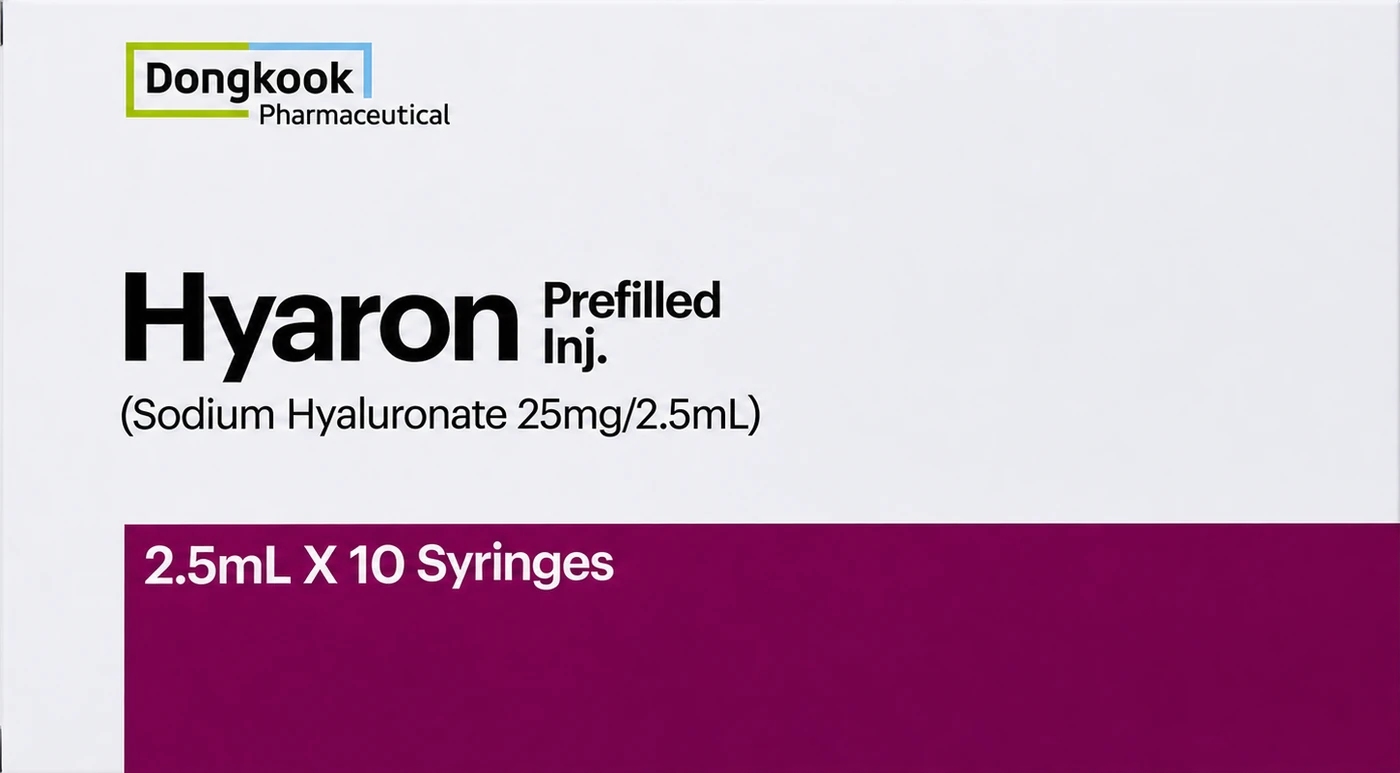 Dongkook
Pharmaceutical
Hyaron Prefilled
Inj.
(Sodium Hyaluronate 25mg/2.5mL)
2.5mL X 10 Syringes